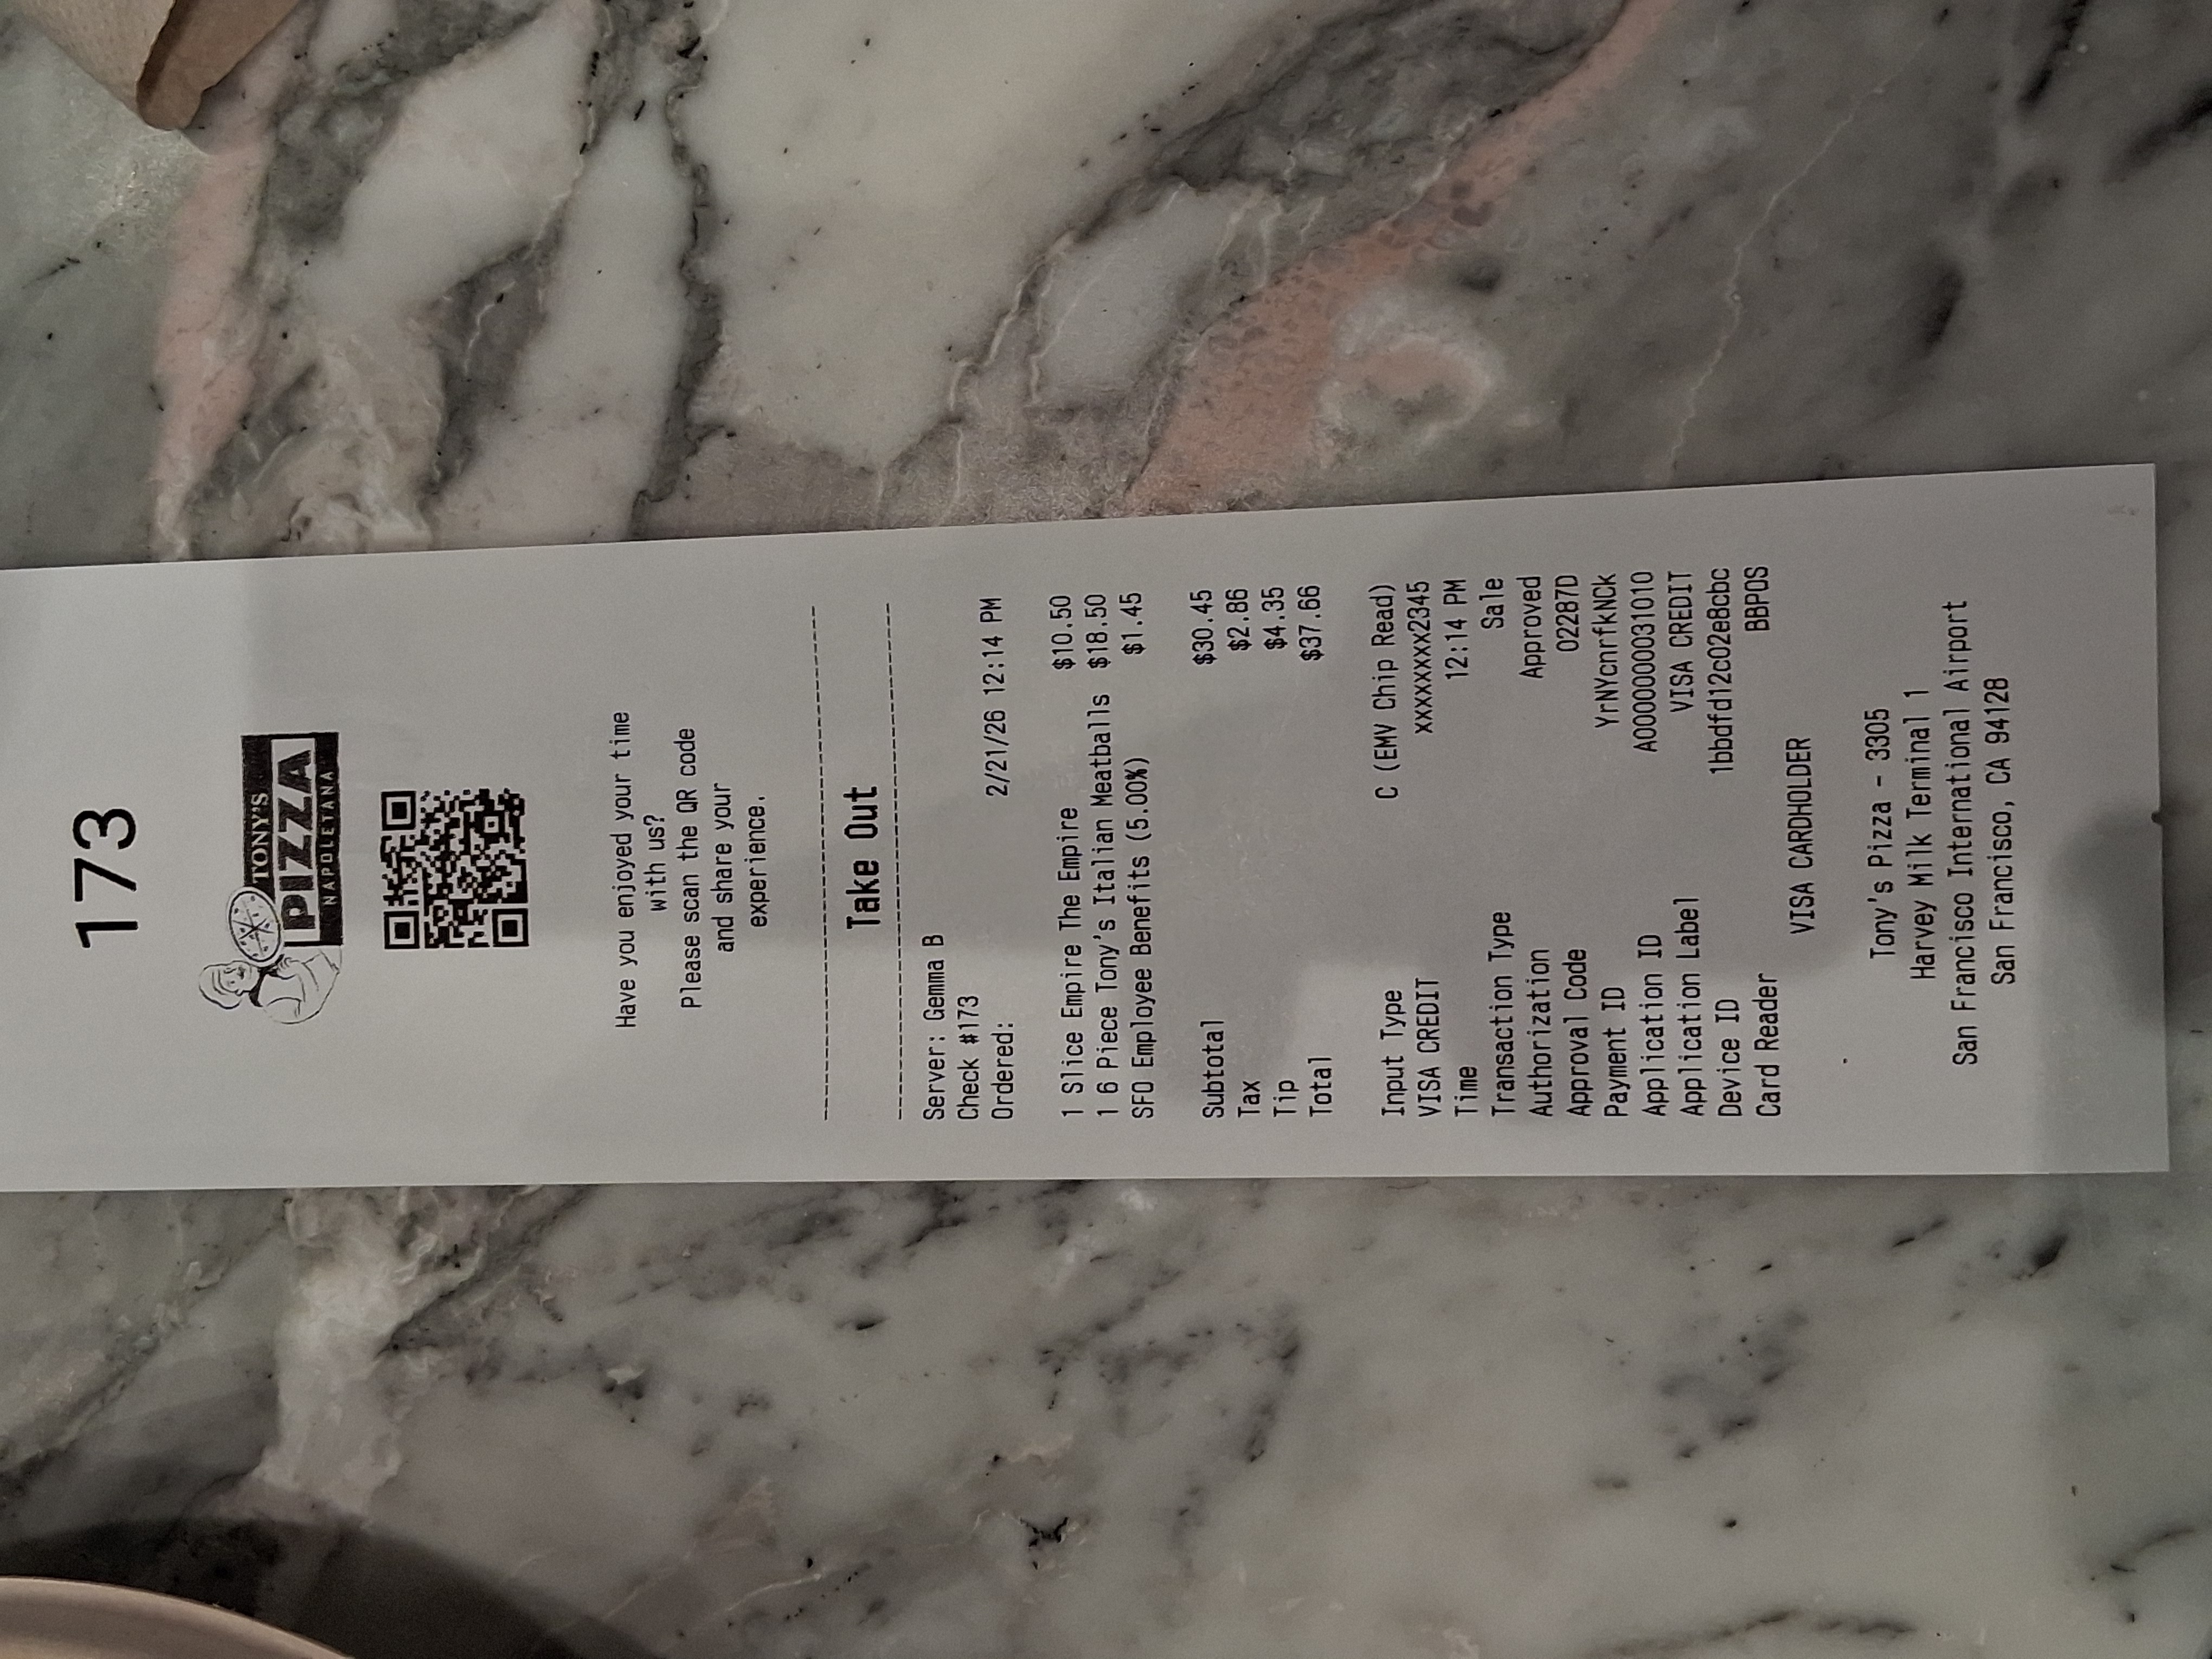 173
TONY'S
PIZZA
NAPOLETANA
Have you enjoyed your time
with us?
Please scan the QR code
and share your
experience.
Take Out
Server: Gemma B
Check #173
Ordered: 2/21/26 12:14 PM
1 Slice Empire The Empire $10.50
1 6 Piece Tony's Italian Meatballs $18.50
SFO Employee Benefits (5.00%) $1.45
Subtotal $30.45
Tax $2.86
Tip $4.35
Total $37.66
Input Type C (EMV Chip Read)
VISA CREDIT xxxxxxxx2345
Time 12:14 PM
Transaction Type Sale
Authorization Approved
Approval Code 02287D
Payment ID YrNYcnrfkNCk
Application ID A0000000031010
Application Label VISA CREDIT
Device ID 1bbdfd12c02e8cbc
Card Reader BBPOS
VISA CARDHOLDER
Tony's Pizza - 3305
Harvey Milk Terminal 1
San Francisco International Airport
San Francisco, CA 94128